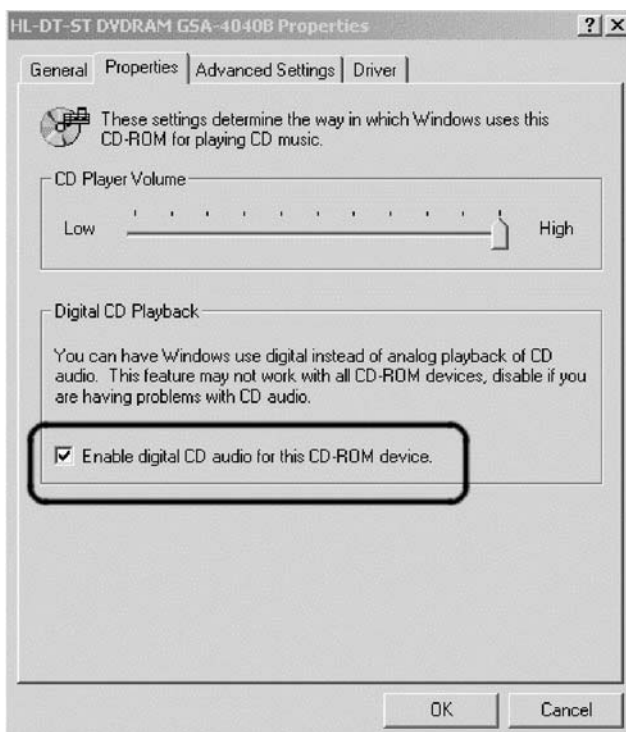 HL-DT-ST DVDRAM GSA-4040B Properties
General Properties Advanced Settings Driver
These settings determine the way in which Windows uses this
CD-ROM for playing CD music.
CD Player Volume
Low High
Digital CD Playback
You can have Windows use digital instead of analog playback of CD
audio. This feature may not work with all CD-ROM devices, disable if you
are having problems with CD audio.
Enable digital CD audio for this CD-ROM device.
OK Cancel